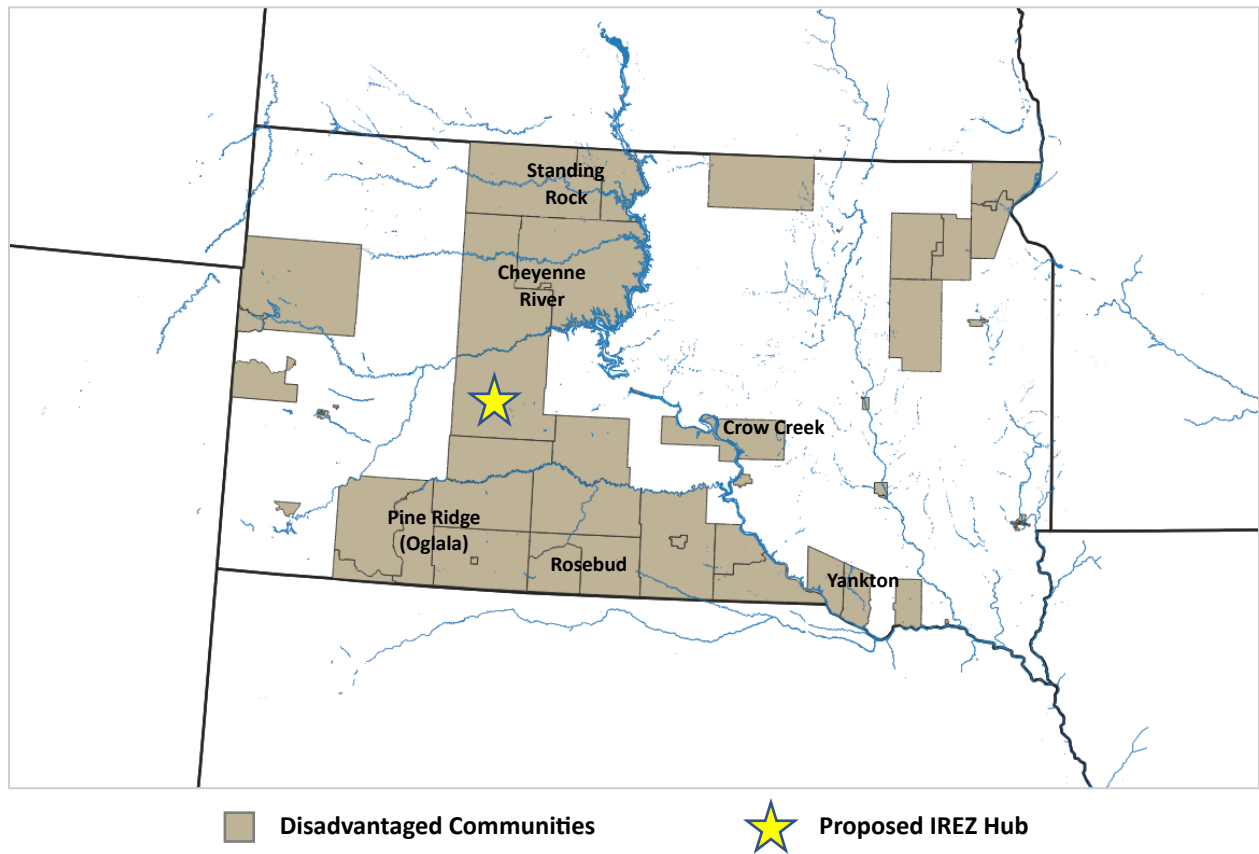 Standing
Rock
Cheyenne
River
Crow Creek
Pine Ridge
(Oglala)
Rosebud
Yankton
Disadvantaged Communities
Proposed IREZ Hub